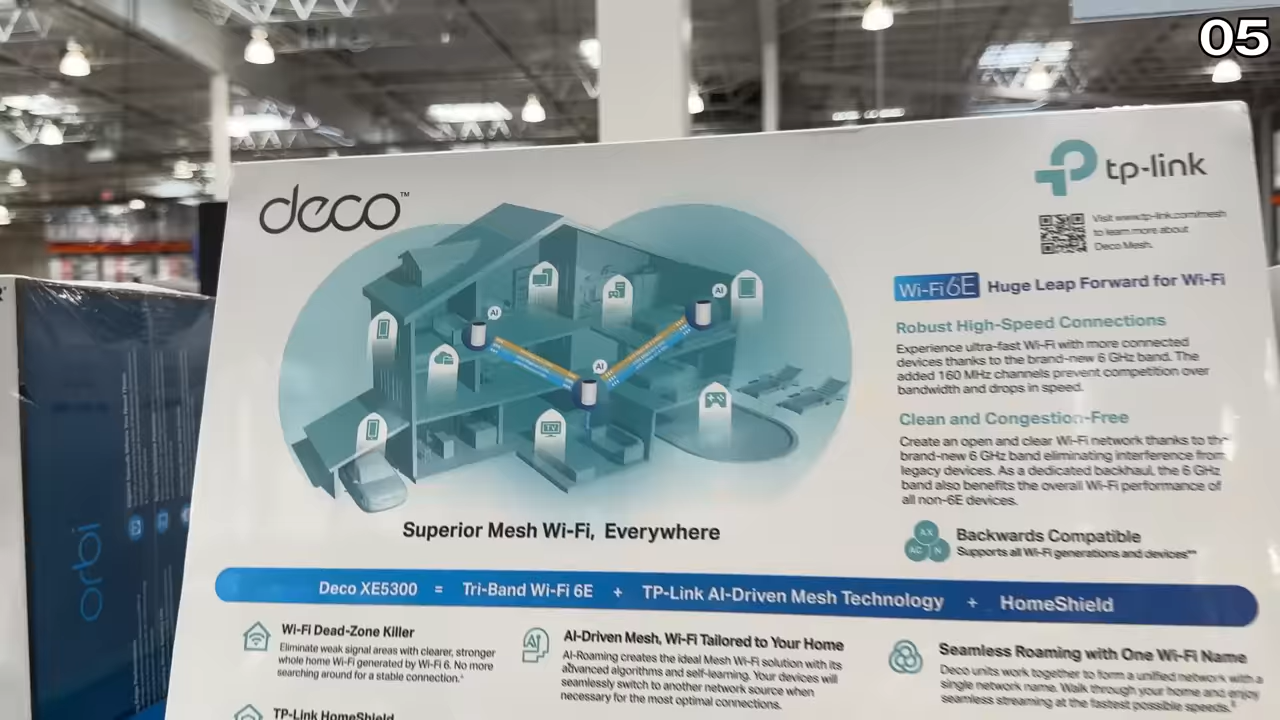 05
deco™
tp-link
Visit www.tp-link.com/mesh
to learn more about
Deco Mesh.
Wi-Fi 6E Huge Leap Forward for Wi-Fi
Robust High-Speed Connections
Experience ultra-fast Wi-Fi with more connected
devices thanks to the brand-new 6 GHz band. The
added 160 MHz channels prevent competition over
bandwidth and drops in speed.
Clean and Congestion-Free
Create an open and clear Wi-Fi network thanks to the
brand-new 6 GHz band eliminating interference from
legacy devices. As a dedicated backhaul, the 6 GHz
band also benefits the overall Wi-Fi performance of
all non-6E devices.
AX
AC N
Backwards Compatible
Supports all Wi-Fi generations and devices**
AI
AI
AI
TV
Superior Mesh Wi-Fi, Everywhere
Deco XE5300 = Tri-Band Wi-Fi 6E + TP-Link AI-Driven Mesh Technology + HomeShield
Wi-Fi Dead-Zone Killer
Eliminate weak signal areas with clearer, stronger
whole home Wi-Fi generated by Wi-Fi 6. No more
searching around for a stable connection.
AI
AI-Driven Mesh, Wi-Fi Tailored to Your Home
AI-Roaming creates the ideal Mesh Wi-Fi solution with its
advanced algorithms and self-learning. Your devices will
seamlessly switch to another network source when
necessary for the most optimal connections.
Seamless Roaming with One Wi-Fi Name
Deco units work together to form a unified network with a
single network name. Walk through your home and enjoy
seamless streaming at the fastest possible speeds.
TP-Link HomeShield
orbi